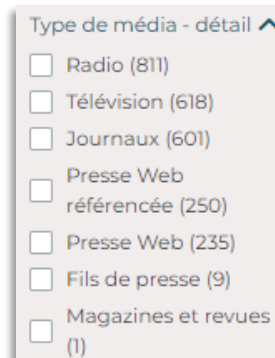 Type de média - détail
Radio (811)
Télévision (618)
Journaux (601)
Presse Web
référencée (250)
Presse Web (235)
Fils de presse (9)
Magazines et revues
(1)